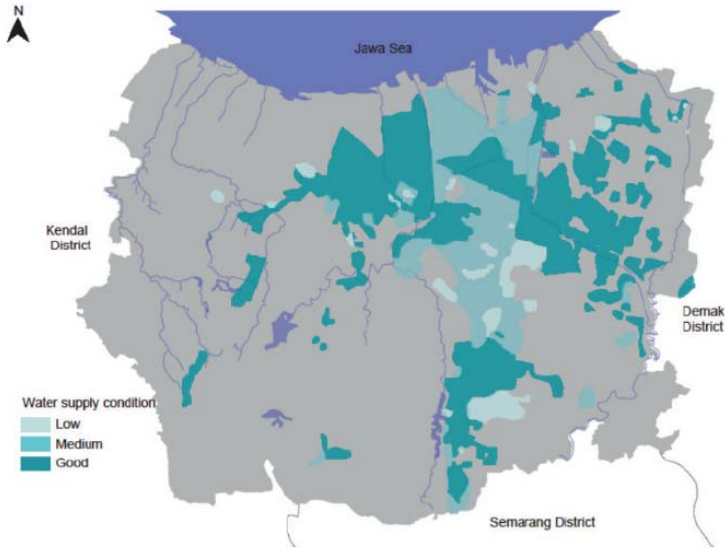 N
Jawa Sea
Kendal
District
Demak
District
Water supply condition
Low
Medium
Good
Semarang District